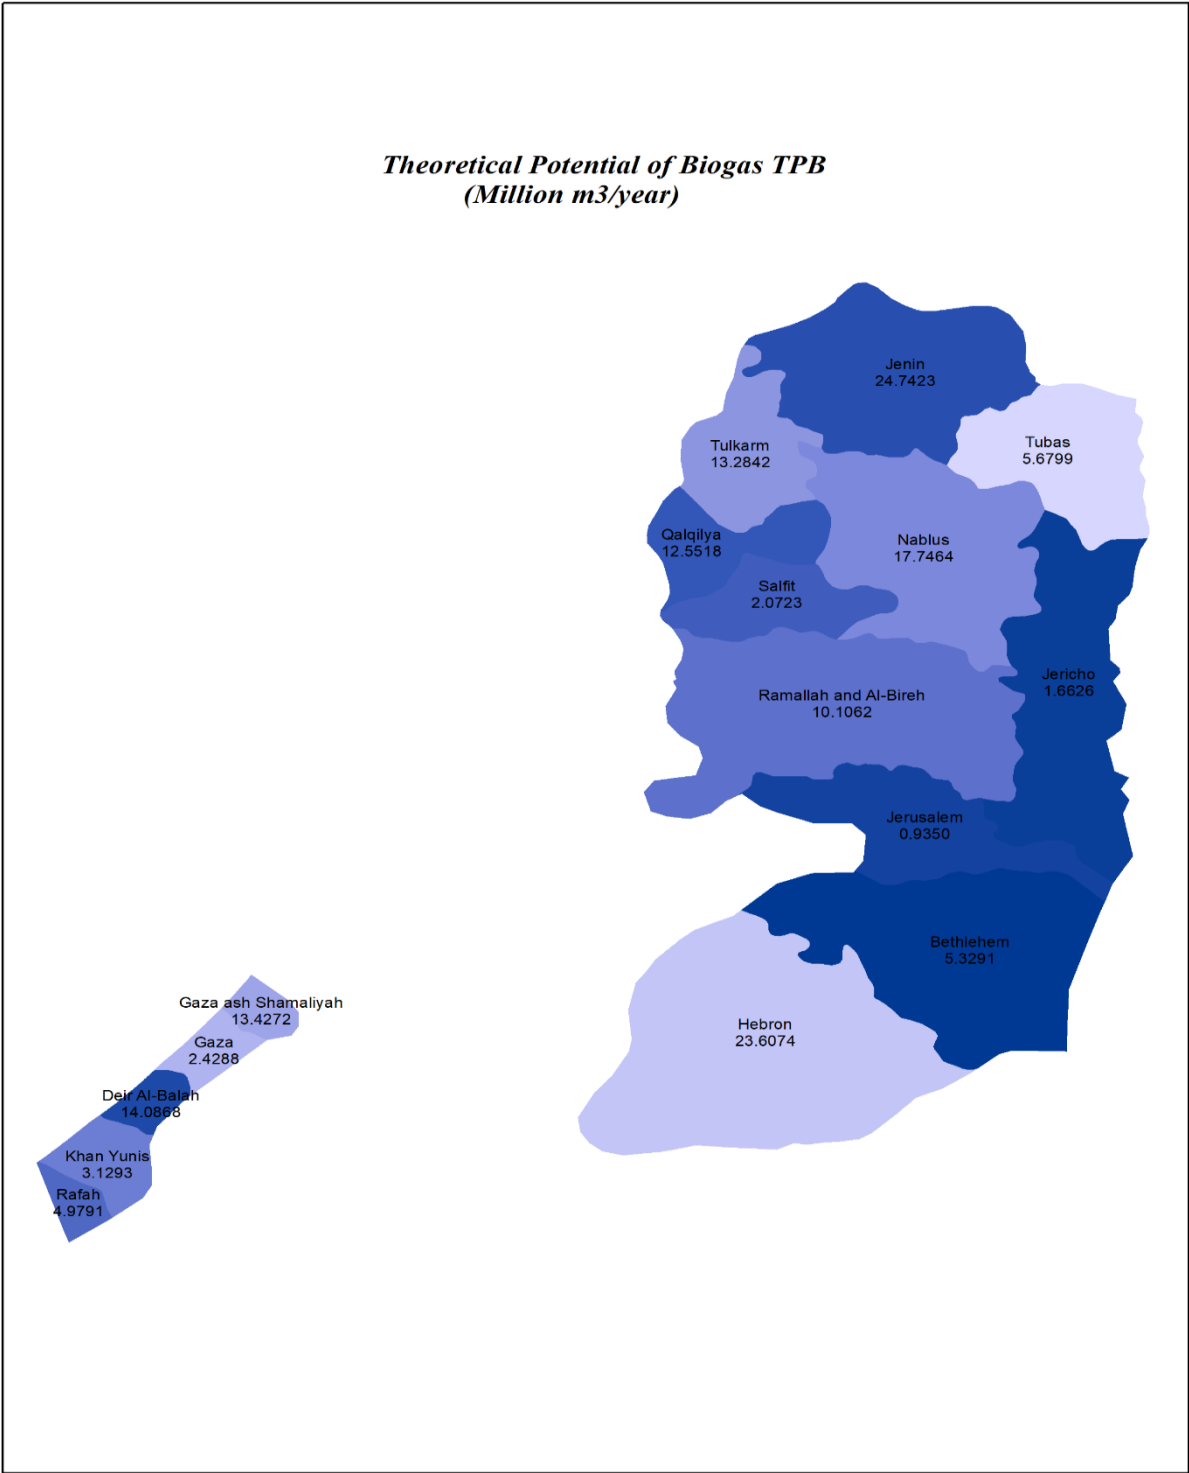 Theoretical Potential of Biogas TPB
(Million m3/year)
Jenin
24.7423
Tulkarm
13.2842
Tubas
5.6799
Qalqilya
12.5518
Nablus
17.7464
Salfit
2.0723
Jericho
1.6626
Ramallah and Al-Bireh
10.1062
Jerusalem
0.9350
Bethlehem
5.3291
Hebron
23.6074
Gaza ash Shamaliyah
13.4272
Gaza
2.4288
Deir Al-Balah
14.0868
Khan Yunis
3.1293
Rafah
4.9791